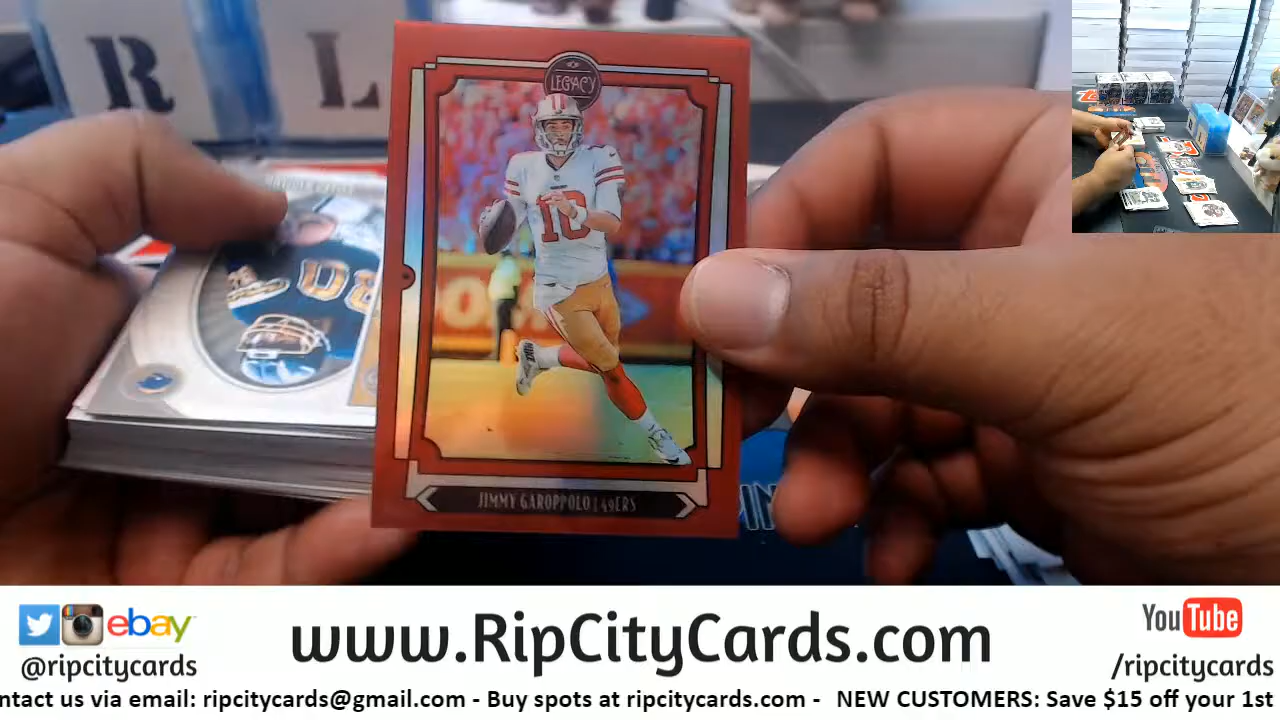 R L
LEGACY
10
JIMMY GAROPPOLO | 49ERS
ebay
@ripcitycards
www.RipCityCards.com
YouTube
/ripcitycards
ntact us via email: ripcitycards@gmail.com - Buy spots at ripcitycards.com - NEW CUSTOMERS: Save $15 off your 1st